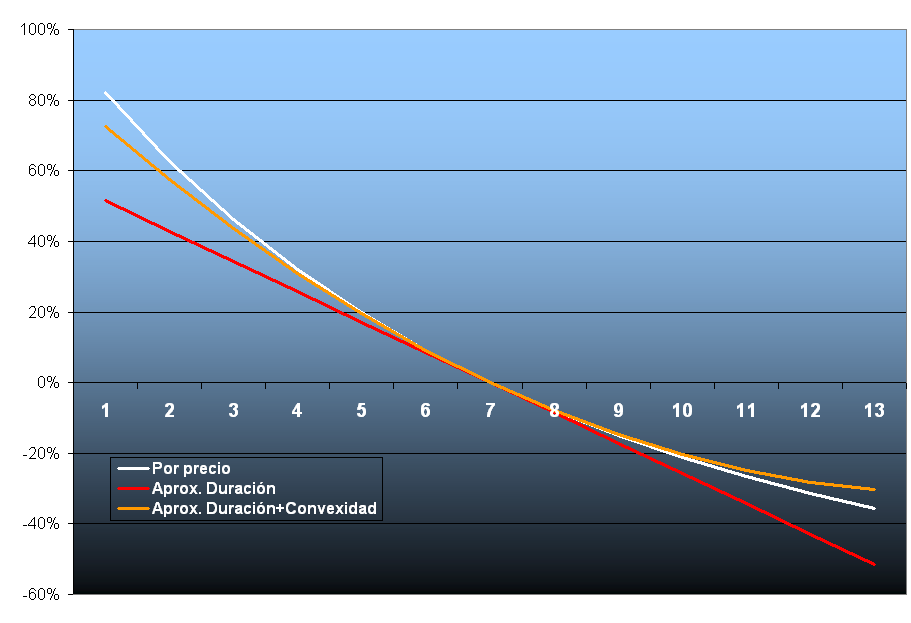 100%
80%
60%
40%
20%
0%
1 2 3 4 5 6 7 8 9 10 11 12 13
-20%
Por precio
Aprox. Duración
Aprox. Duración+Convexidad
-40%
-60%